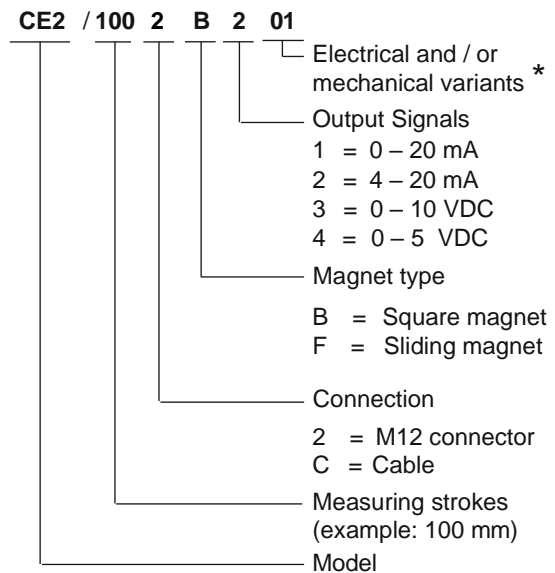 CE2 / 100 2 B 2 01
Electrical and / or
mechanical variants *
Output Signals
1 = 0 – 20 mA
2 = 4 – 20 mA
3 = 0 – 10 VDC
4 = 0 – 5 VDC
Magnet type
B = Square magnet
F = Sliding magnet
Connection
2 = M12 connector
C = Cable
Measuring strokes
(example: 100 mm)
Model